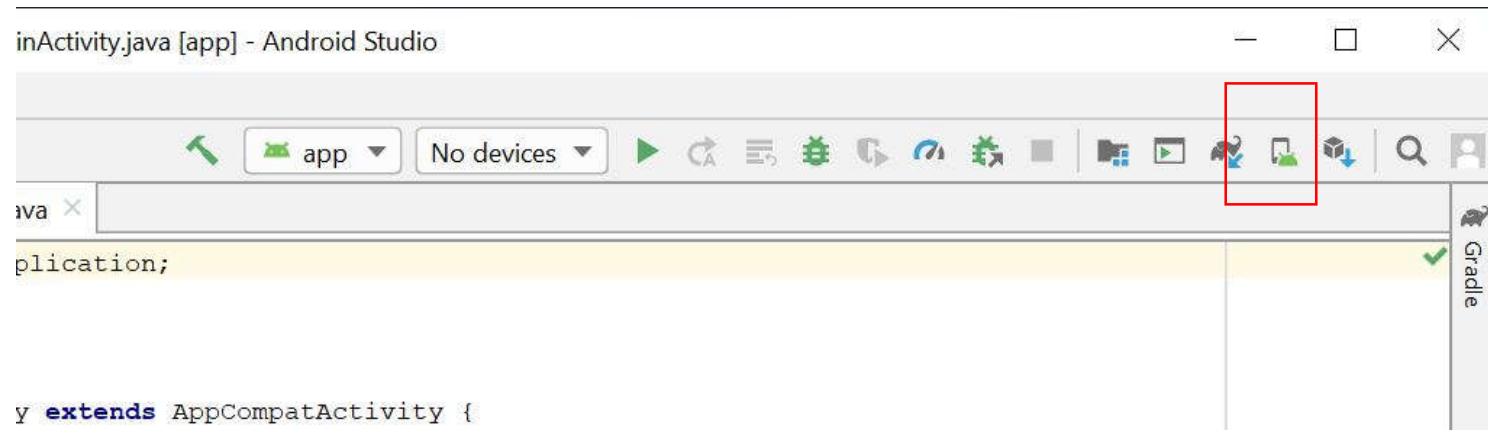 inActivity.java [app] - Android Studio
app No devices
ava
plication;
Gradle
y extends AppCompatActivity {